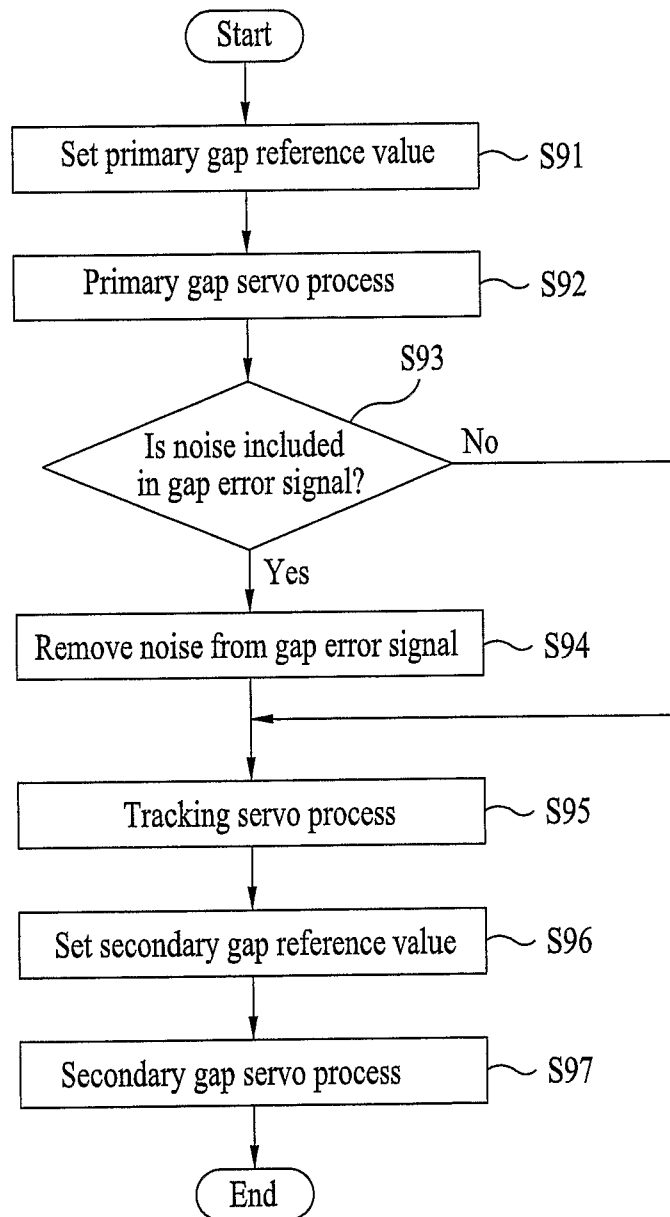 Start
Set primary gap reference value
S91
Primary gap servo process
S92
S93
Is noise included
in gap error signal?
No
Yes
Remove noise from gap error signal
S94
Tracking servo process
S95
Set secondary gap reference value
S96
Secondary gap servo process
S97
End